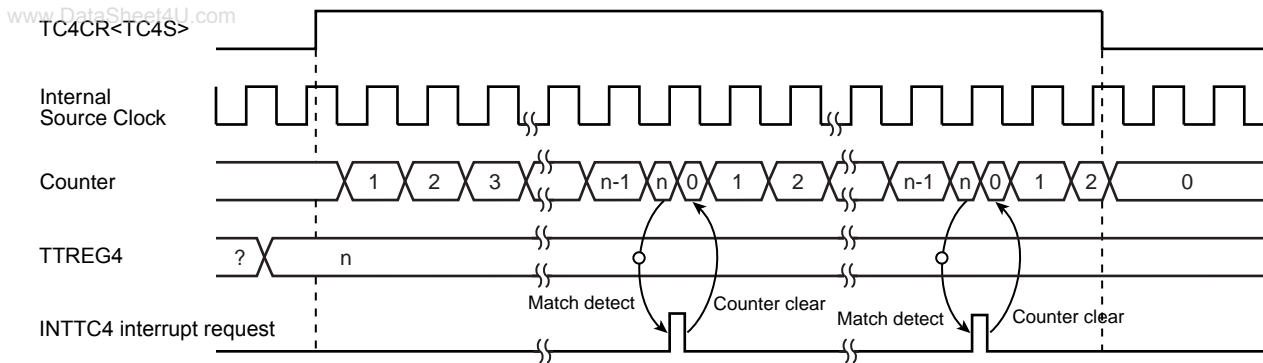 www.DataSheet4U.com
TC4CR<TC4S>
Internal
Source Clock
Counter
1 2 3 n-1 n 0 1 2 n-1 n 0 1 2 0
TTREG4
? n
Match detect Counter clear Match detect Counter clear
INTTC4 interrupt request